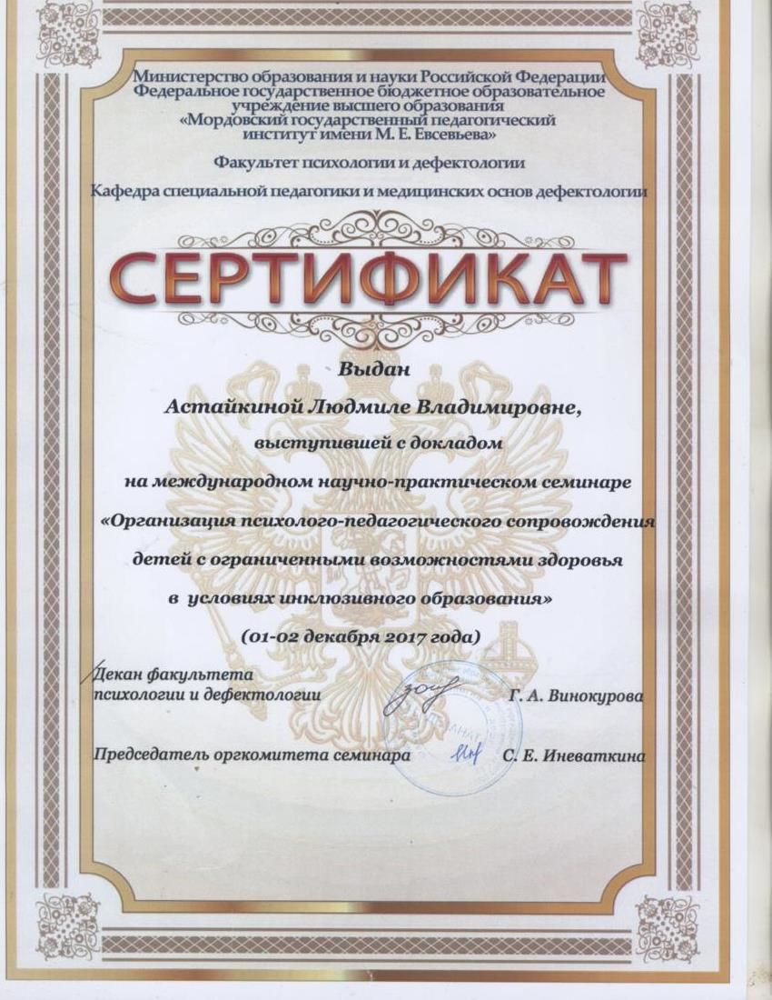 Министерство образования и науки Российской Федерации
Федеральное государственное бюджетное образовательное
учреждение высшего образования
«Мордовский государственный педагогический
институт имени М. Е. Евсевьева»
Факультет психологии и дефектологии
Кафедра специальной педагогики и медицинских основ дефектологии
СЕРТИФИКАТ
Выдан
Астайкиной Людмиле Владимировне,
выступившей с докладом
на международном научно-практическом семинаре
«Организация психолого-педагогического сопровождения
детей с ограниченными возможностями здоровья
в условиях инклюзивного образования»
(01-02 декабря 2017 года)
Декан факультета
психологии и дефектологии Г. А. Винокурова
Председатель оргкомитета семинара С. Е. Иневаткина